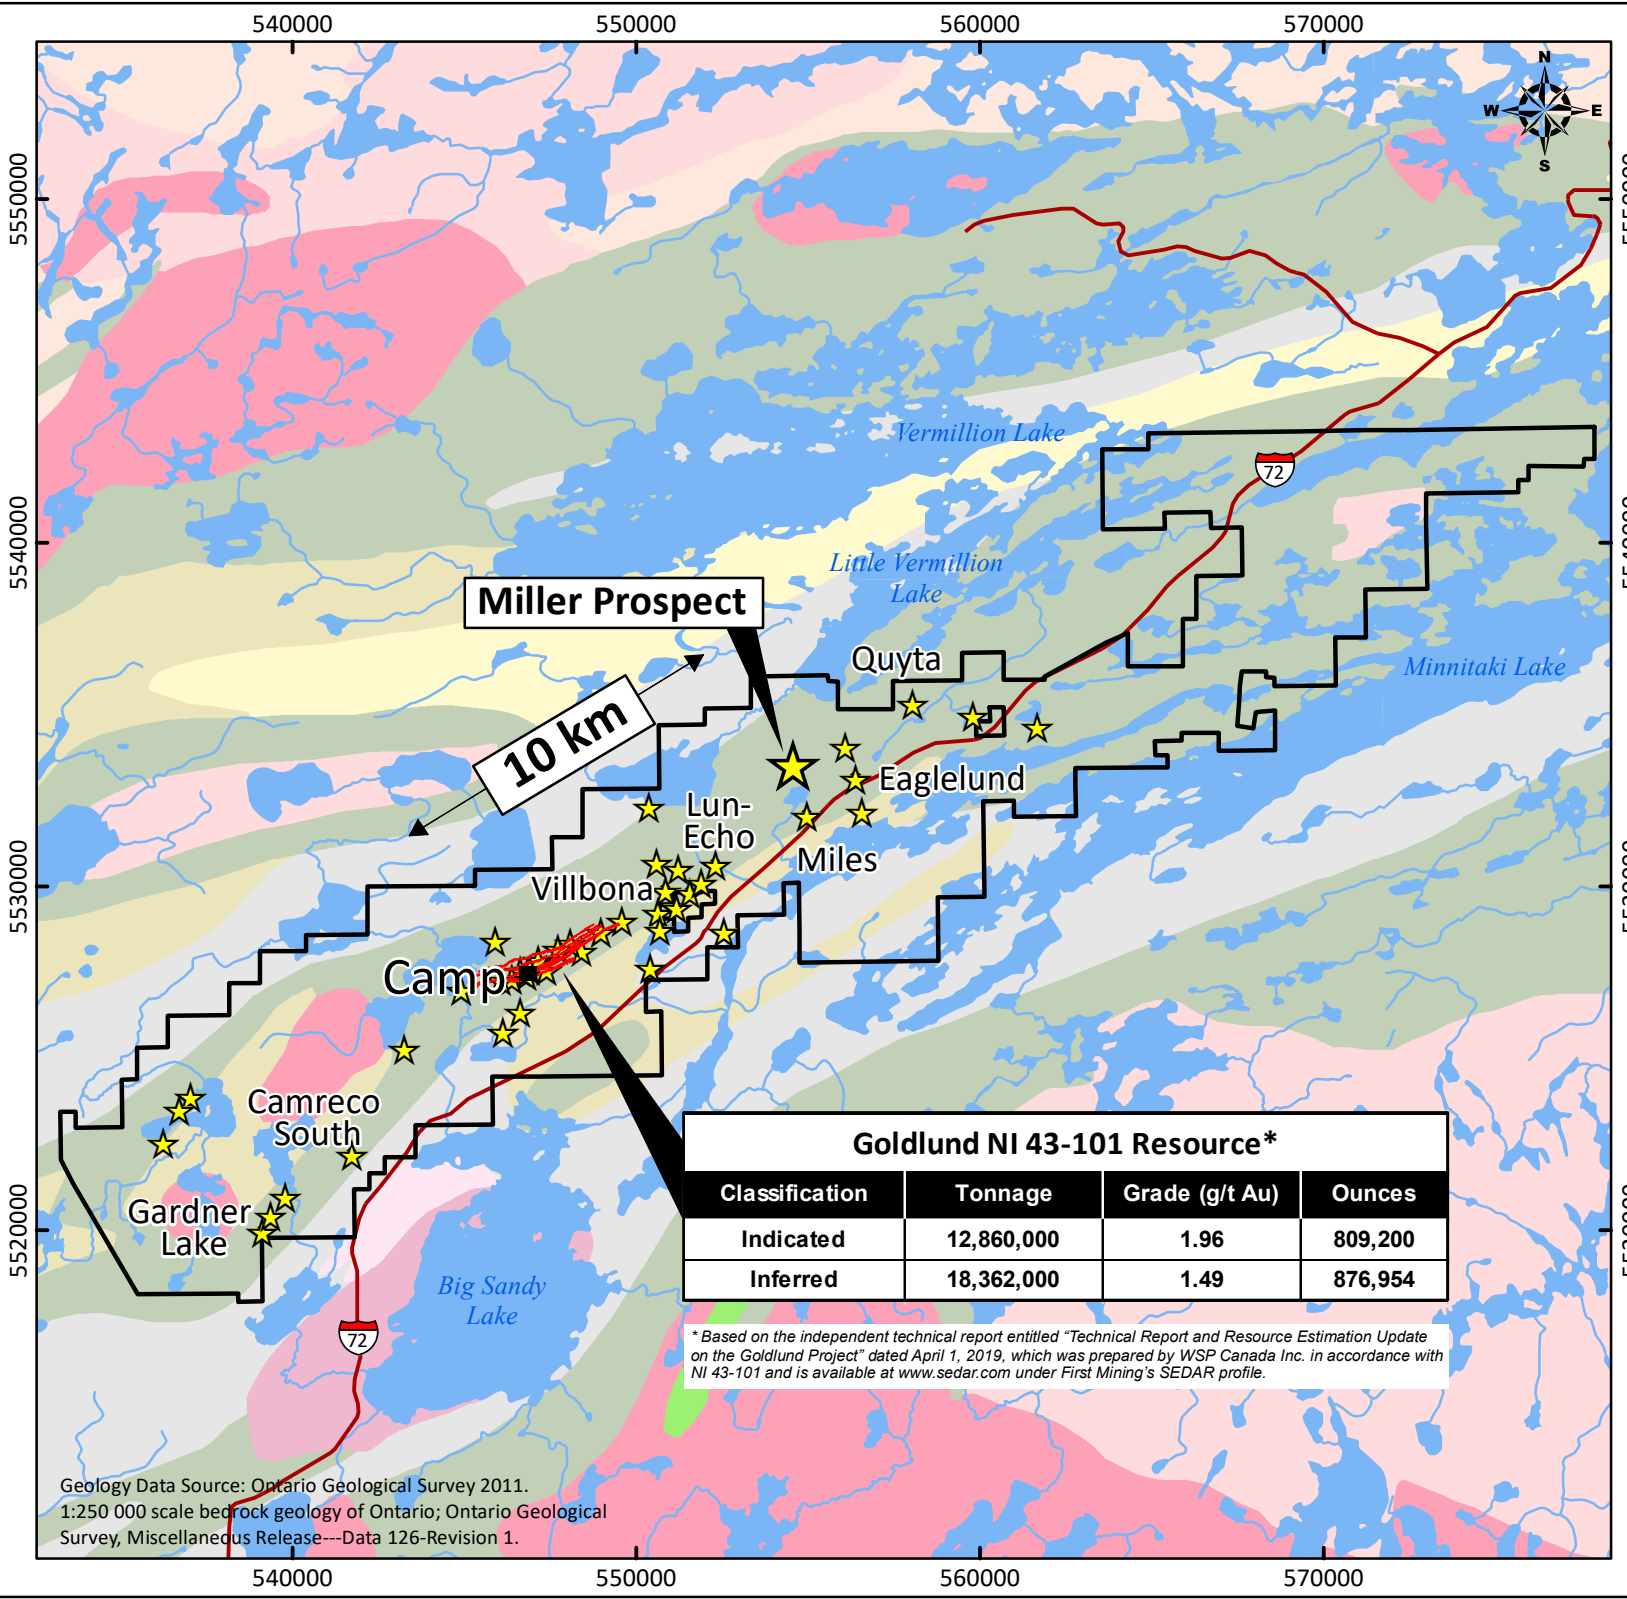 540000 550000 560000 570000
N
W E
S
5550000
5540000
5530000
5520000
Vermillion Lake
72
Little Vermillion
Lake
Miller Prospect
Quyta
Minnitaki Lake
10 km
Eaglelund
Lun-
Echo
Miles
Villbona
Camp
Camreco
South
Gardner
Lake
Big Sandy
Lake
72
Goldlund NI 43-101 Resource*
Classification Tonnage Grade (g/t Au) Ounces
Indicated 12,860,000 1.96 809,200
Inferred 18,362,000 1.49 876,954
* Based on the independent technical report entitled “Technical Report and Resource Estimation Update
on the Goldlund Project” dated April 1, 2019, which was prepared by WSP Canada Inc. in accordance with
NI 43-101 and is available at www.sedar.com under First Mining's SEDAR profile.
Geology Data Source: Ontario Geological Survey 2011.
1:250 000 scale bedrock geology of Ontario; Ontario Geological
Survey, Miscellaneous Release---Data 126-Revision 1.
540000 550000 560000 570000